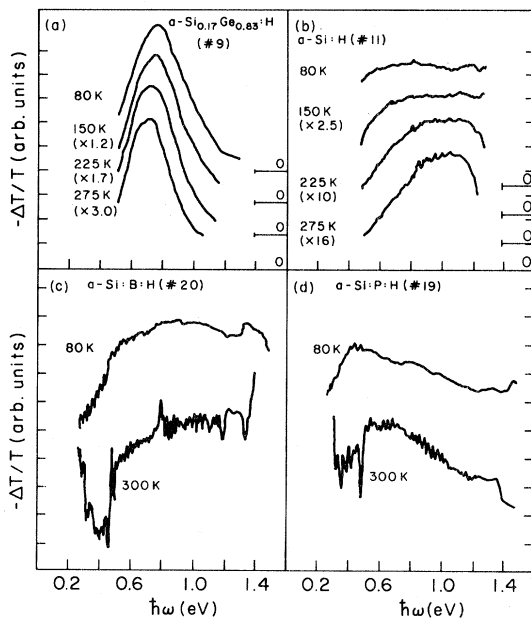 (a)
a-Si0.17Ge0.83:H
(#9)
80K
150K
(×1.2)
225K
(×1.7)
275K
(×3.0)
0
0
0
0
-ΔT/T (arb. units)
(b)
a-Si:H (#11)
80K
150K
(×2.5)
225K
(×10)
275K
(×16)
0
0
0
0
(c) a-Si:B:H (#20)
80K
300K
-ΔT/T (arb. units)
(d) a-Si:P:H (#19)
80K
300K
0.2 0.6 1.0 1.4
ħω (eV)
0.2 0.6 1.0 1.4
ħω (eV)